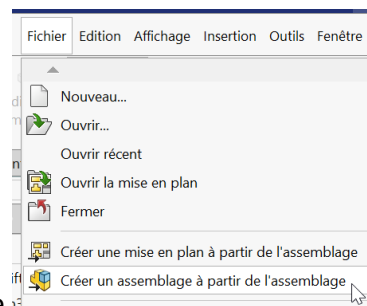 Fichier Edition Affichage Insertion Outils Fenêtre
Nouveau...
Ouvrir...
Ouvrir récent
Ouvrir la mise en plan
Fermer
Créer une mise en plan à partir de l'assemblage
Créer un assemblage à partir de l'assemblage